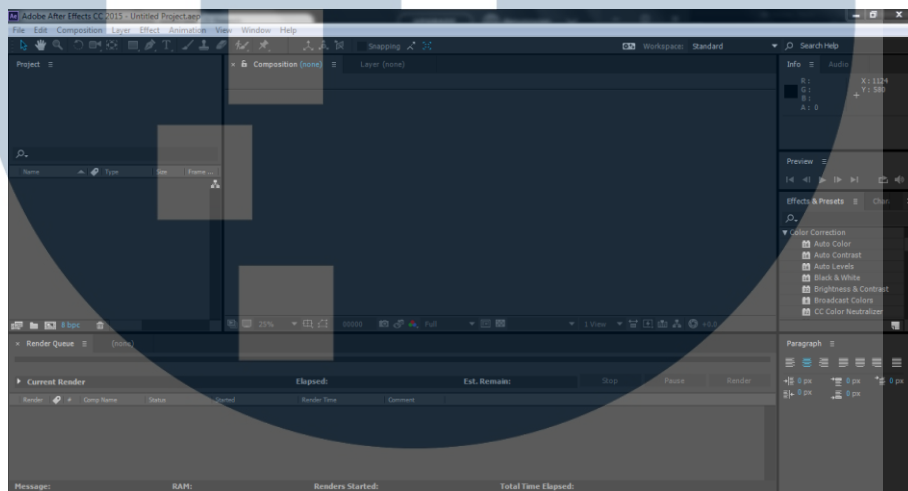 Adobe After Effects CC 2015 - Untitled Project.aep
File Edit Composition Layer Effect Animation View Window Help
Snapping
Workspace: Standard
Search Help
Project
Composition (none)
Layer (none)
Info Audio
R:
G:
B:
A: 0
X: 1124
Y: 580
Name Type Size Frame ...
Preview
Effects & Presets
Color Correction
Auto Color
Auto Contrast
Auto Levels
Black & White
Brightness & Contrast
Broadcast Colors
CC Color Neutralizer
8 bpc
25% 00000 Full 1 View +0.0
Render Queue (none)
Paragraph
Current Render Elapsed: Est. Remain: Stop Pause Render
Render # Comp Name Status Started Render Time Comment
0 px 0 px 0 px
0 px 0 px
Message: RAM: Renders Started: Total Time Elapsed: